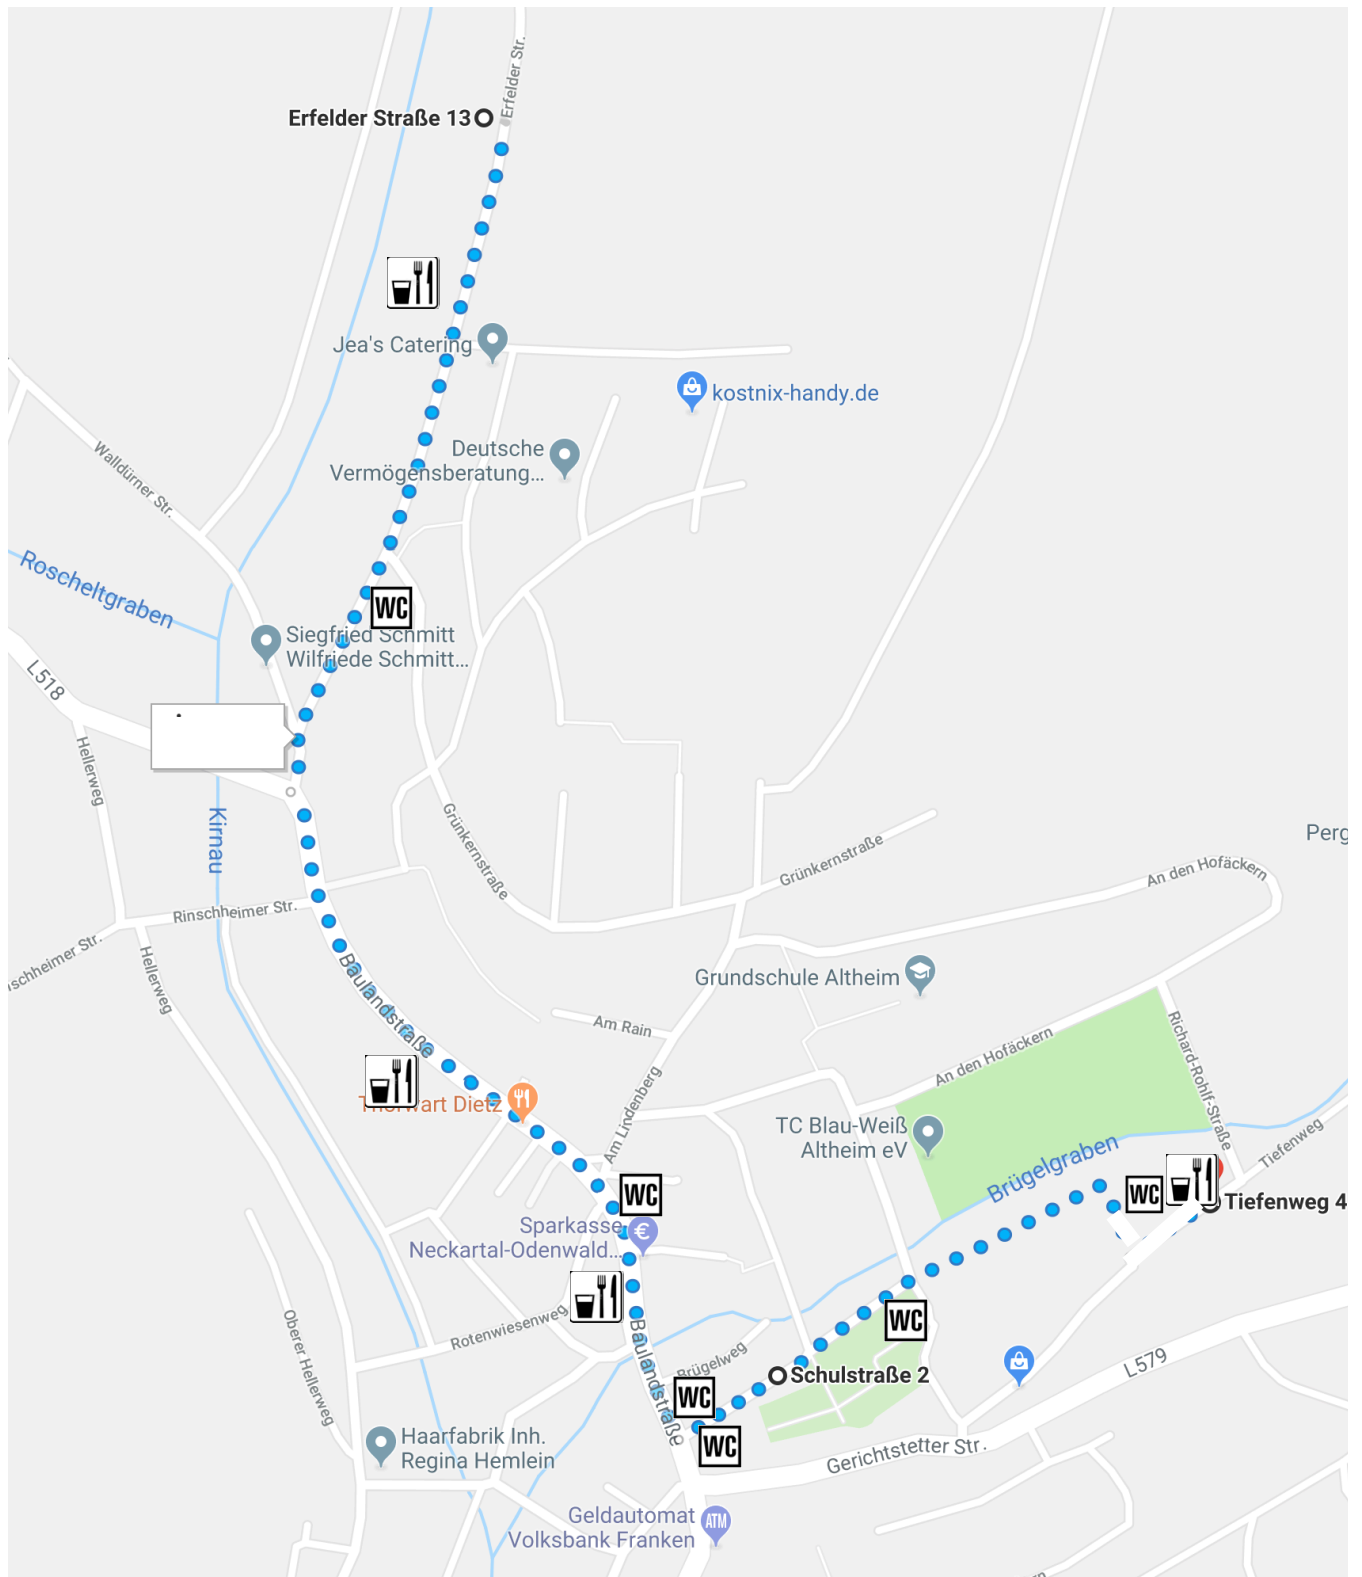 Erfelder Str.
Erfelder Straße 13
Jea's Catering
kostnix-handy.de
Deutsche
Vermögensberatung...
Walldürner Str.
Roscheltgraben
WC
Siegfried Schmitt
Wilfriede Schmitt...
L518
Hellerweg
Kirnau
Grünkernstraße
Grünkernstraße
Perg
An den Hofäckern
Rinschheimer Str.
nschheimer Str.
Hellerweg
Baulandstraße
Grundschule Altheim
Am Rain
Richard-Rohlf-Straße
An den Hofäckern
Am Lindenberg
Thorwart Dietz
TC Blau-Weiß
Altheim eV
Tiefenweg
Brügelgraben
WC
WC
Tiefenweg 4
Sparkasse
Neckartal-Odenwald...
WC
Oberer Hellerweg
Rotenwiesenweg
Baulandstraße
Brügelweg
Schulstraße 2
L579
WC
WC
Haarfabrik Inh.
Regina Hemlein
Gerichtstetter Str.
Geldautomat
Volksbank Franken
ATM